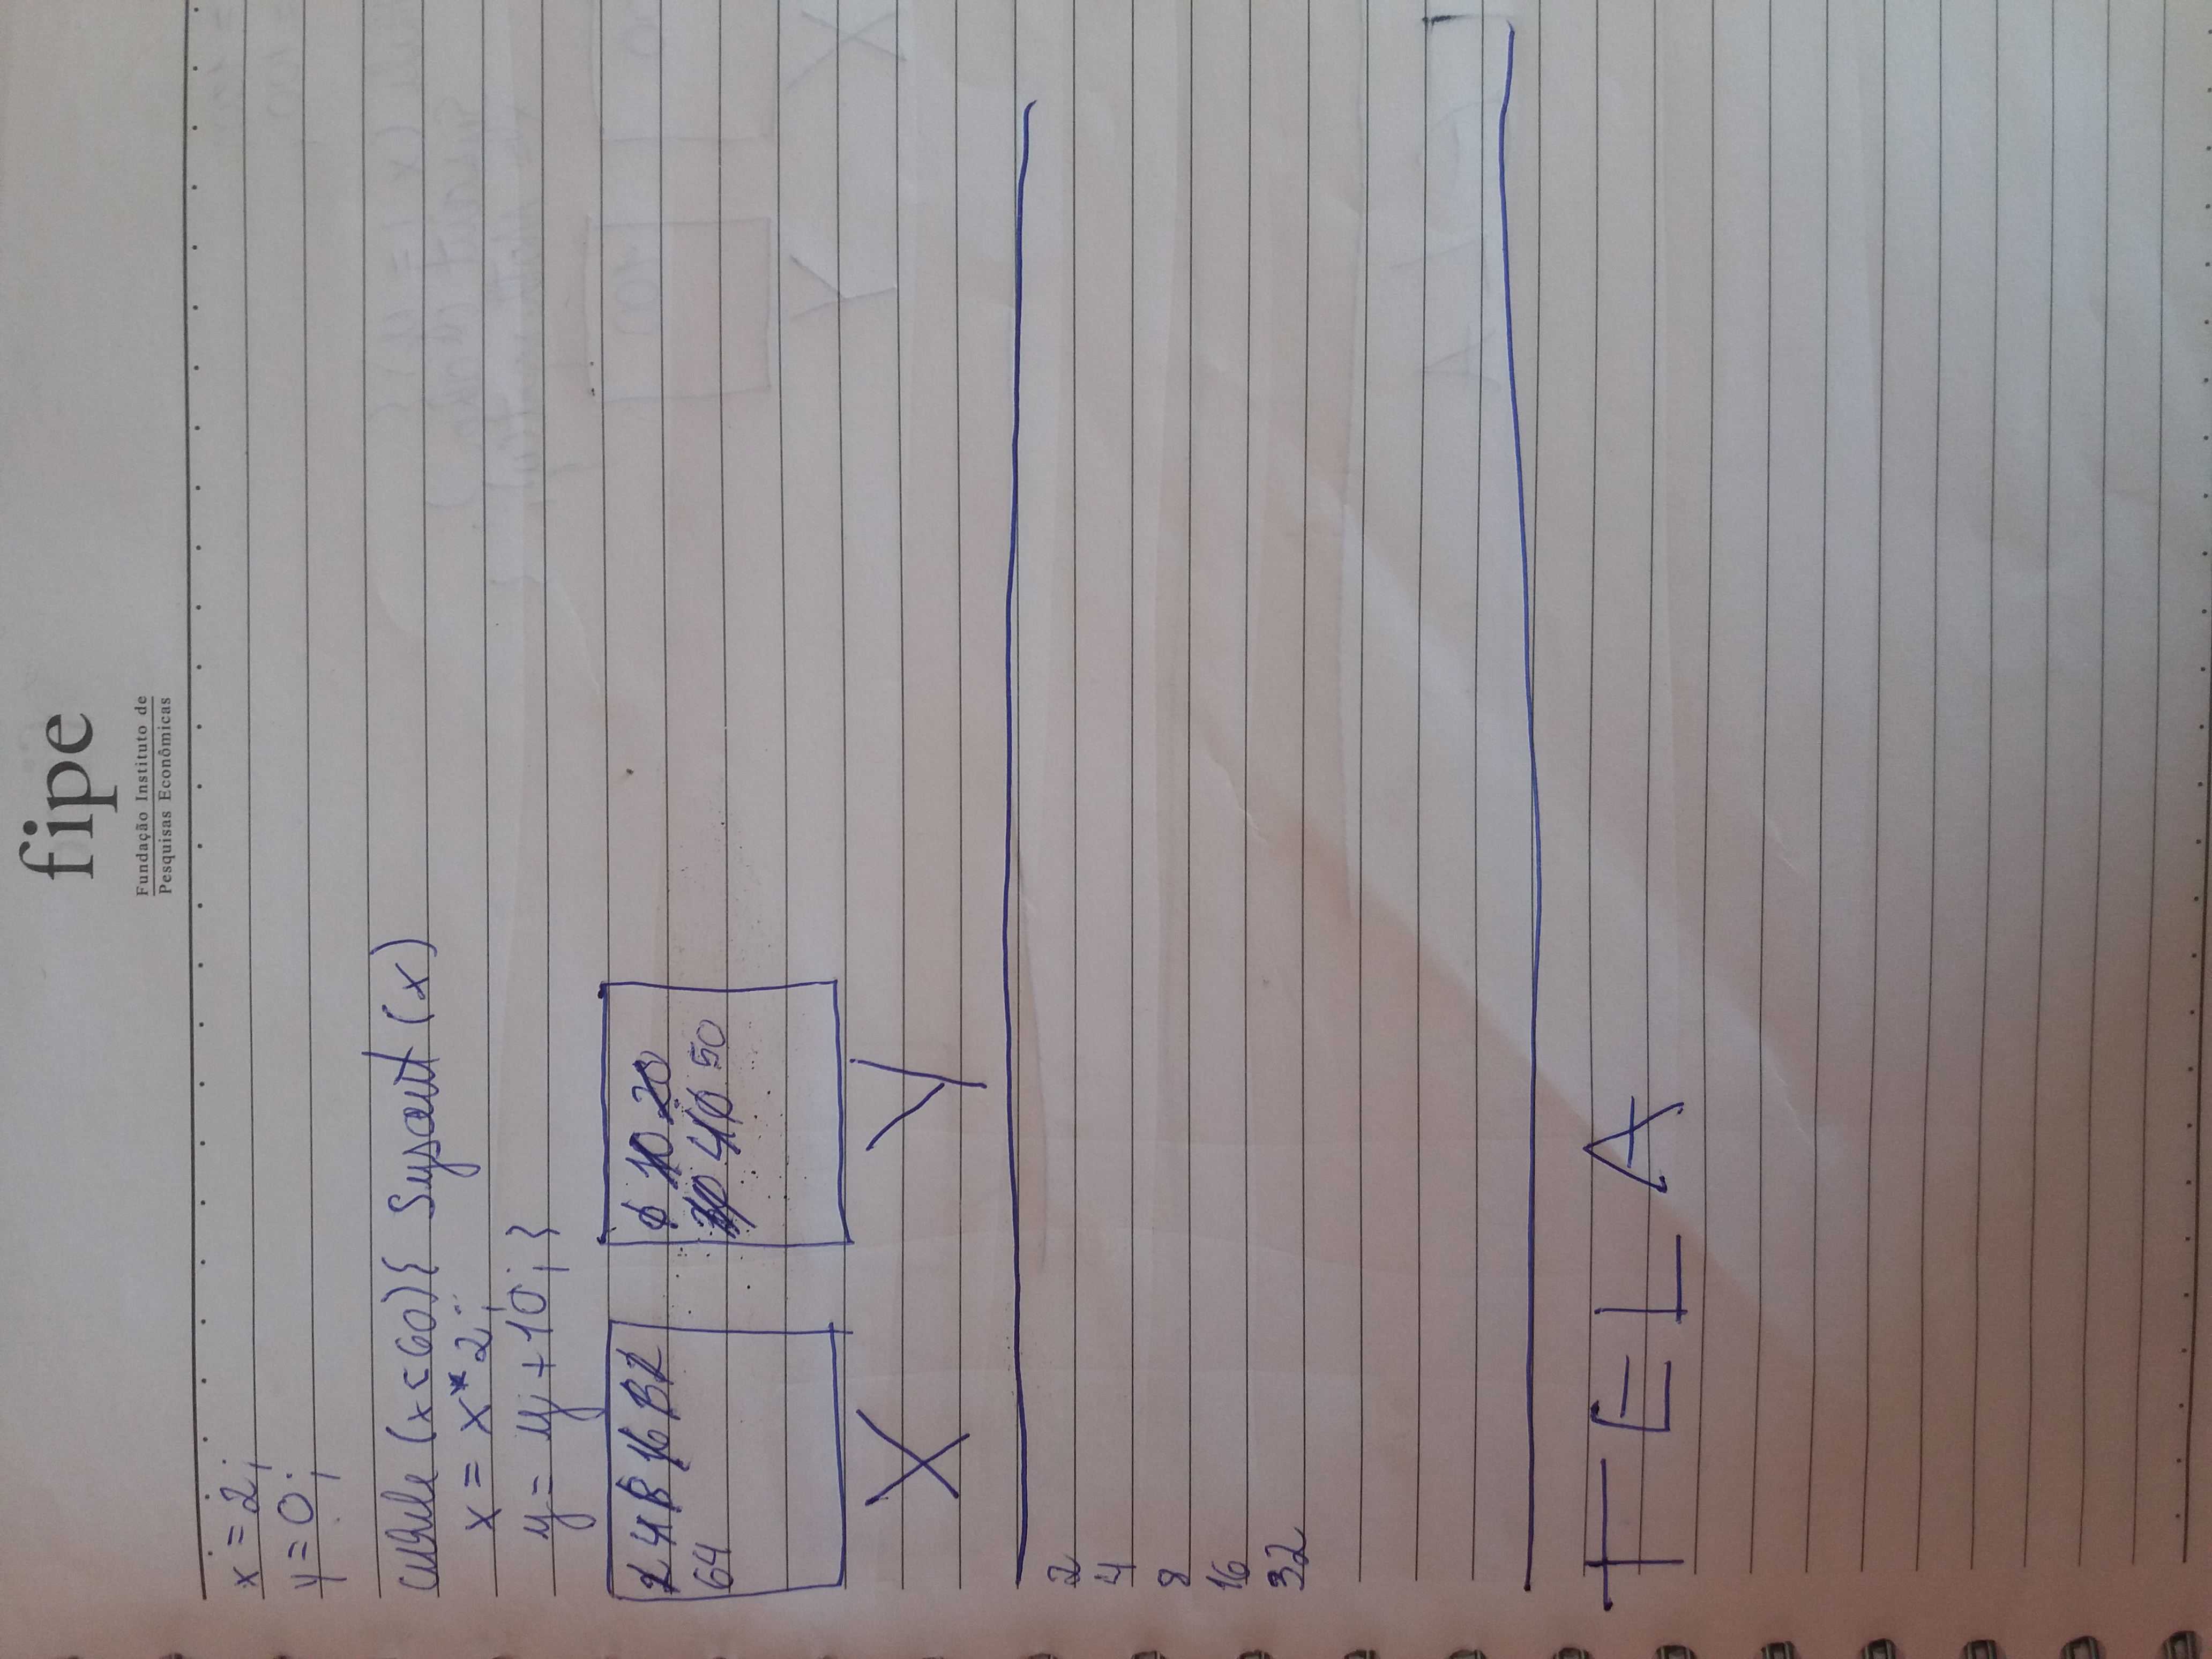 fipe
Fundação Instituto de
Pesquisas Econômicas
x = 2;
y = 0;
while (x < 60) { Sysout (x)
x = x * 2;
y = y + 10; }
2 4 8 16 32
64
0 10 20
30 40 50
X Y
2
4
8
16
32
TELA